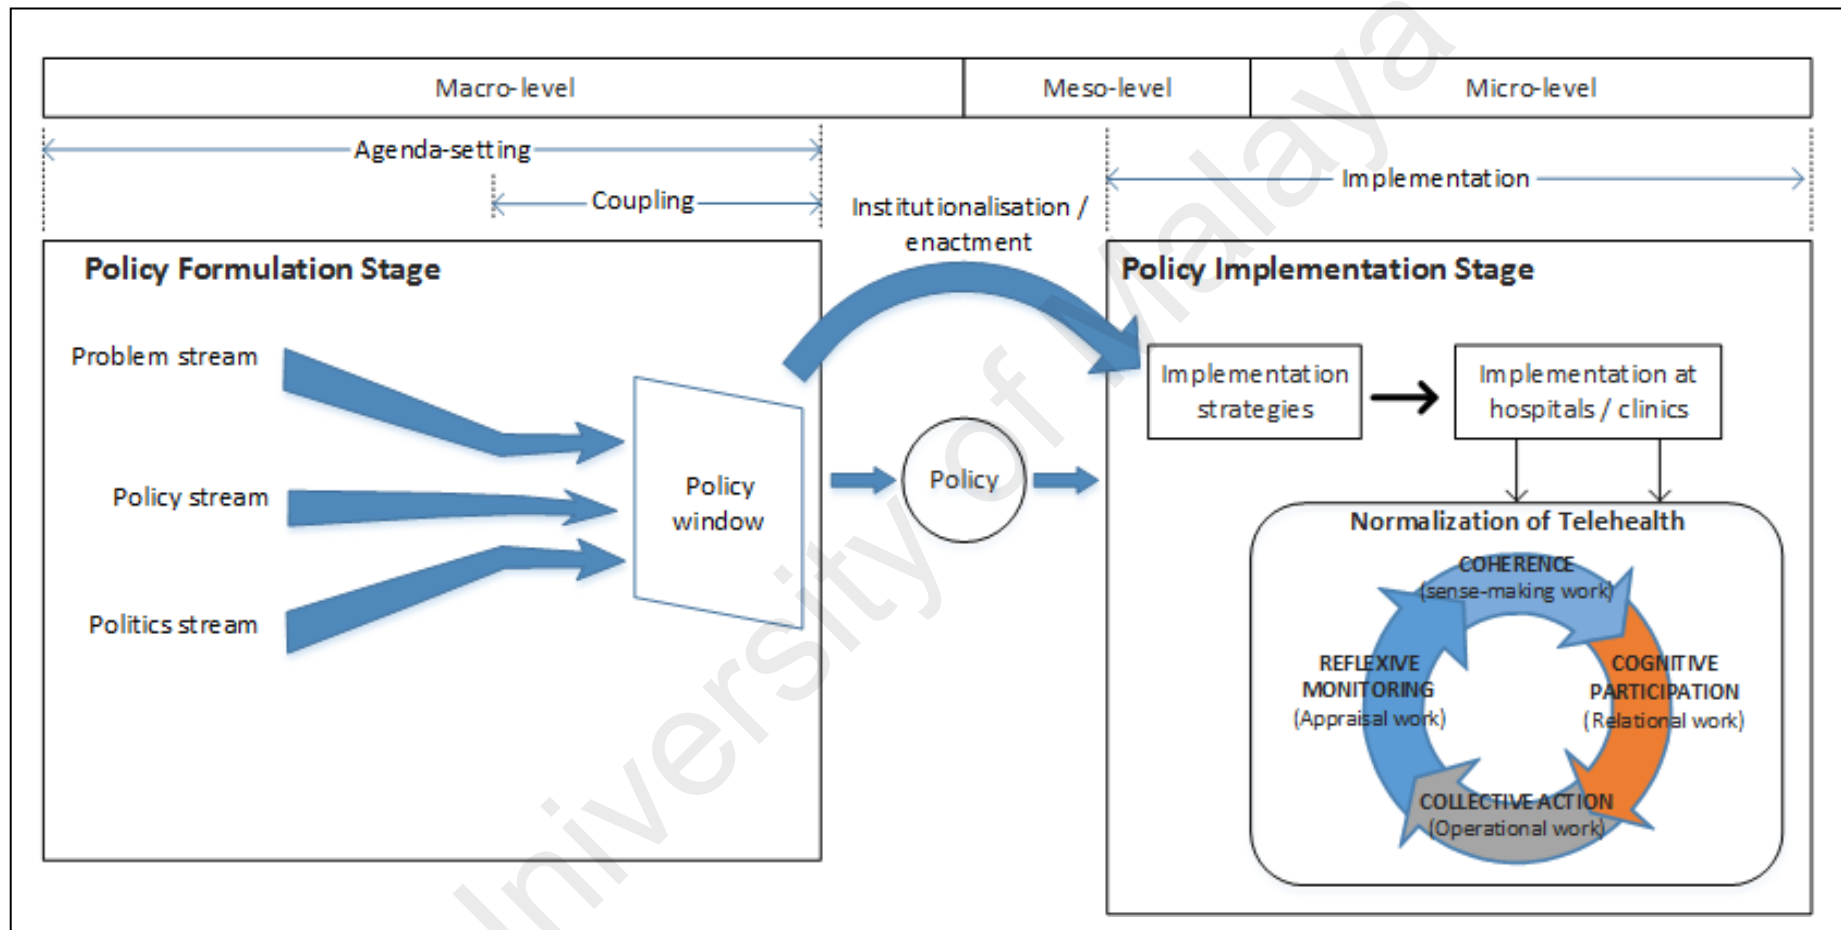 Macro-level
Meso-level
Micro-level
Agenda-setting
Coupling
Institutionalisation /
enactment
Implementation
Policy Formulation Stage
Problem stream
Policy stream
Politics stream
Policy
window
Policy
Policy Implementation Stage
Implementation
strategies
Implementation at
hospitals / clinics
Normalization of Telehealth
COHERENCE
(sense-making work)
COGNITIVE
PARTICIPATION
(Relational work)
COLLECTIVE ACTION
(Operational work)
REFLEXIVE
MONITORING
(Appraisal work)
University of Malaya